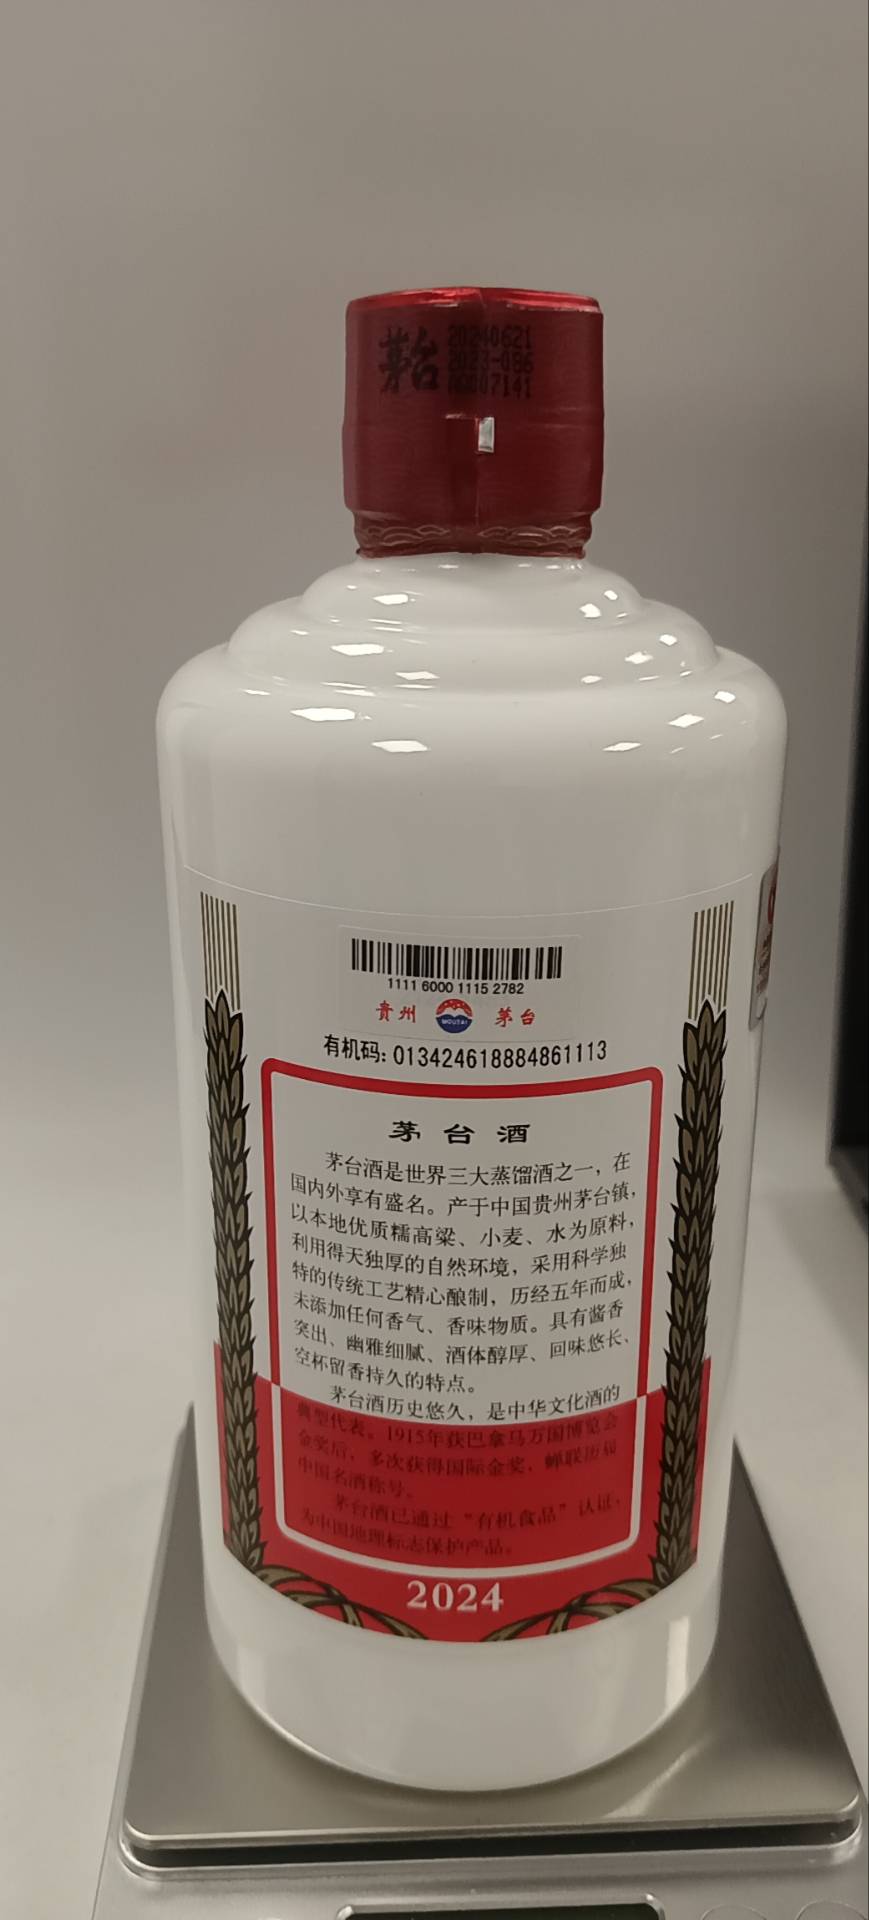 茅台
20240621
2023-086
07141
1111 6000 1115 2782
贵州
MOUTAI
茅台
有机码: 013424618884861113
茅台酒
茅台酒是世界三大蒸馏酒之一，在
国内外享有盛名。产于中国贵州茅台镇，
以本地优质糯高粱、小麦、水为原料，
利用得天独厚的自然环境，采用科学独
特的传统工艺精心酿制，历经五年而成，
未添加任何香气、香味物质。具有酱香
突出、幽雅细腻、酒体醇厚、回味悠长、
空杯留香持久的特点。
茅台酒历史悠久，是中华文化酒的
典型代表。1915年获巴拿马万国博览会
金奖后，多次获得国际金奖，蝉联历届
中国名酒称号。
茅台酒已通过“有机食品”认证，
为中国地理标志保护产品。
2024